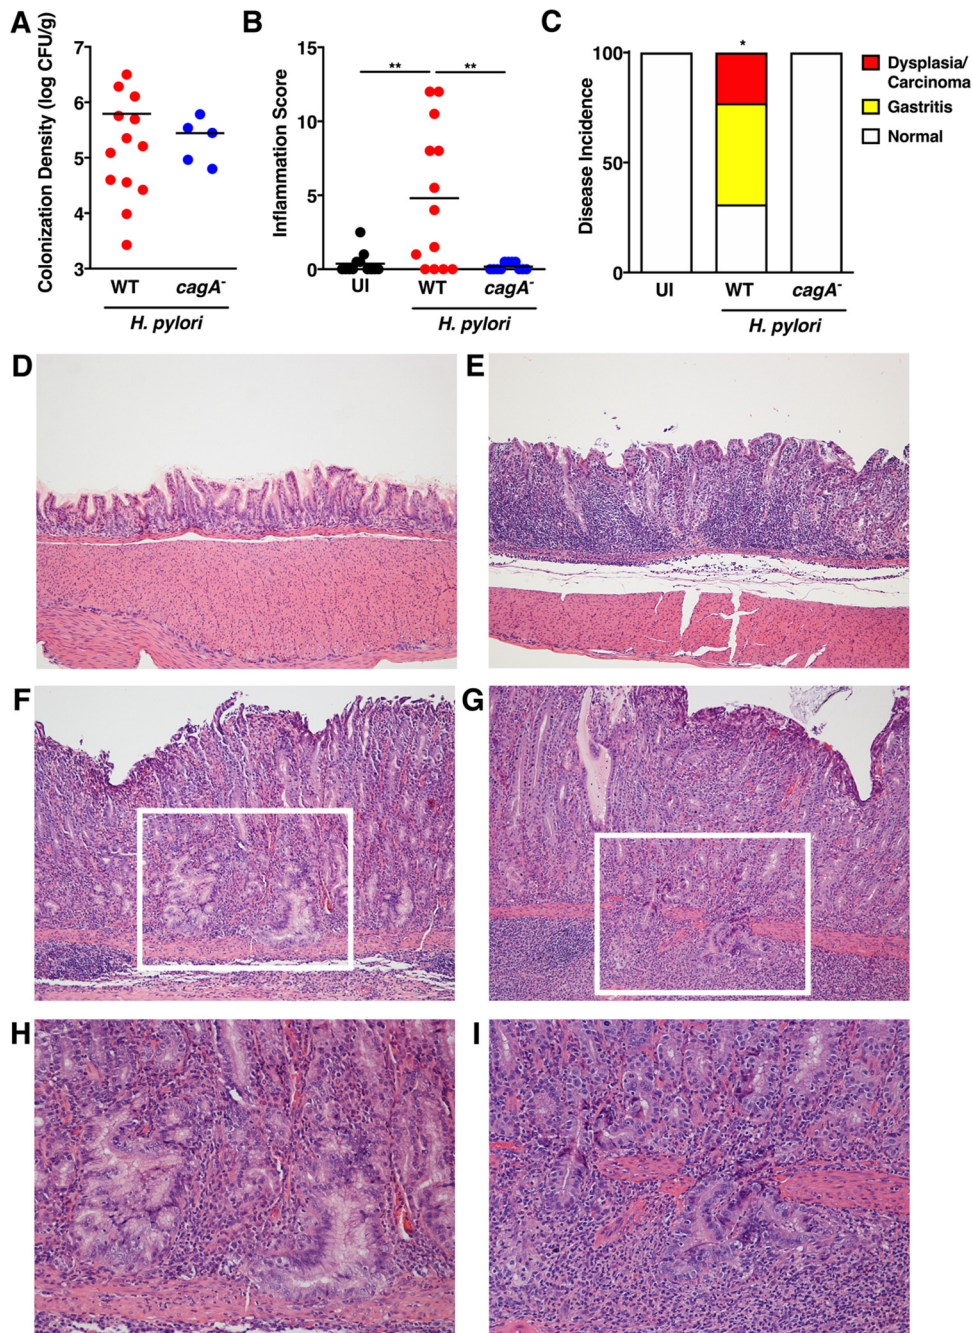 A
Colonization Density (log CFU/g)
7
6
5
4
3
WT
cagA-
H. pylori
B
Inflammation Score
15
10
5
0
**
**
UI
WT
cagA-
H. pylori
C
Disease Incidence
100
50
0
*
UI
WT
cagA-
H. pylori
Dysplasia/
Carcinoma
Gastritis
Normal
D
E
F
G
H
I